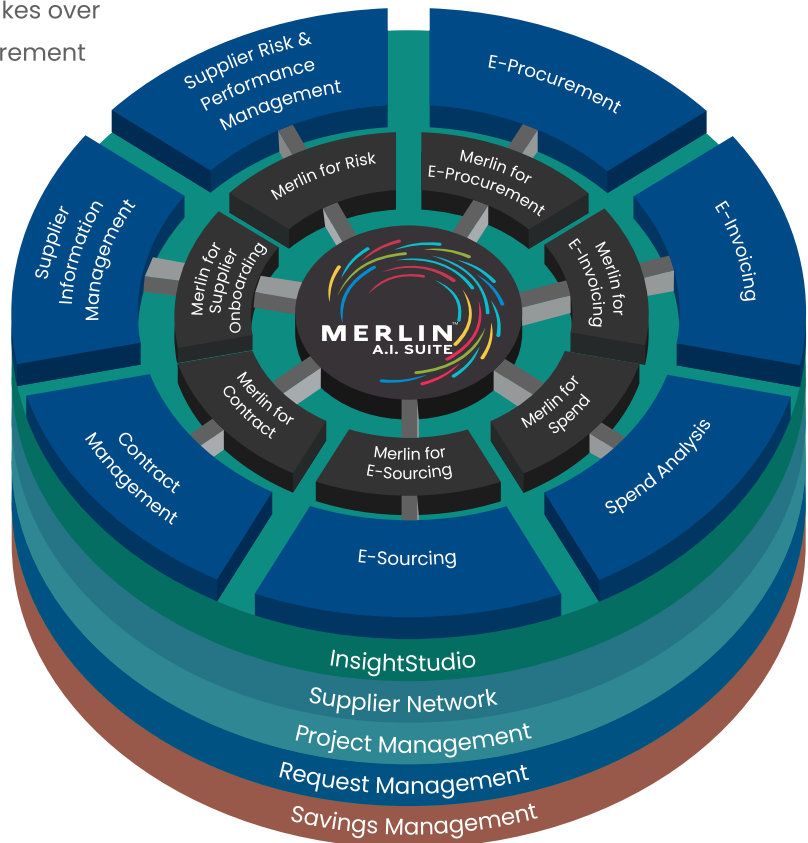 kes over
rement
Supplier Risk &
Performance
Management
E-Procurement
E-Invoicing
Spend Analysis
E-Sourcing
Contract
Management
Supplier
Information
Management
Merlin for Risk
Merlin for
E-Procurement
Merlin for
E-Invoicing
Merlin for
Spend
Merlin for
E-Sourcing
Merlin for
Contract
Merlin for
Supplier
Onboarding
MERLIN™
A.I. SUITE
InsightStudio
Supplier Network
Project Management
Request Management
Savings Management